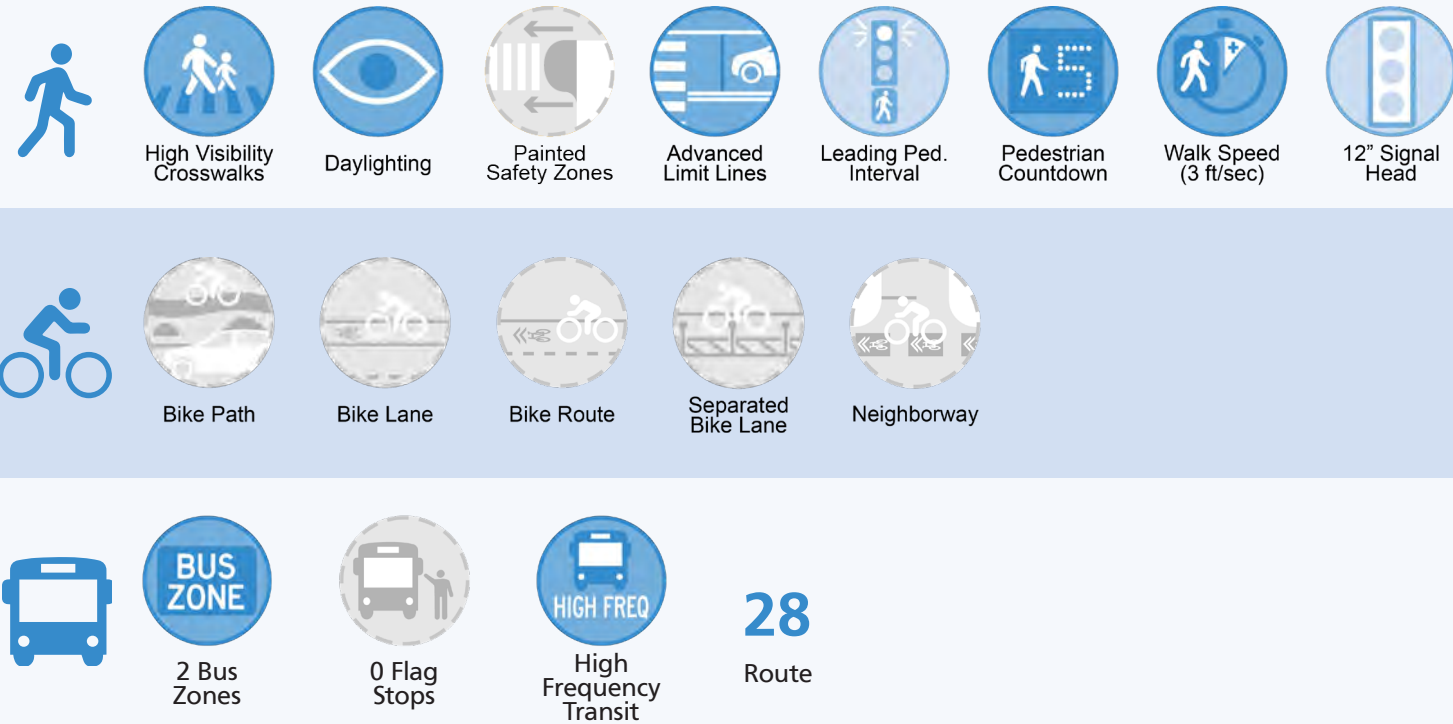 5
High Visibility
Crosswalks
Daylighting
Painted
Safety Zones
Advanced
Limit Lines
Leading Ped.
Interval
Pedestrian
Countdown
Walk Speed
(3 ft/sec)
12” Signal
Head
Bike Path
Bike Lane
Bike Route
Separated
Bike Lane
Neighborway
BUS
ZONE
2 Bus
Zones
0 Flag
Stops
HIGH FREQ
High
Frequency
Transit
28
Route